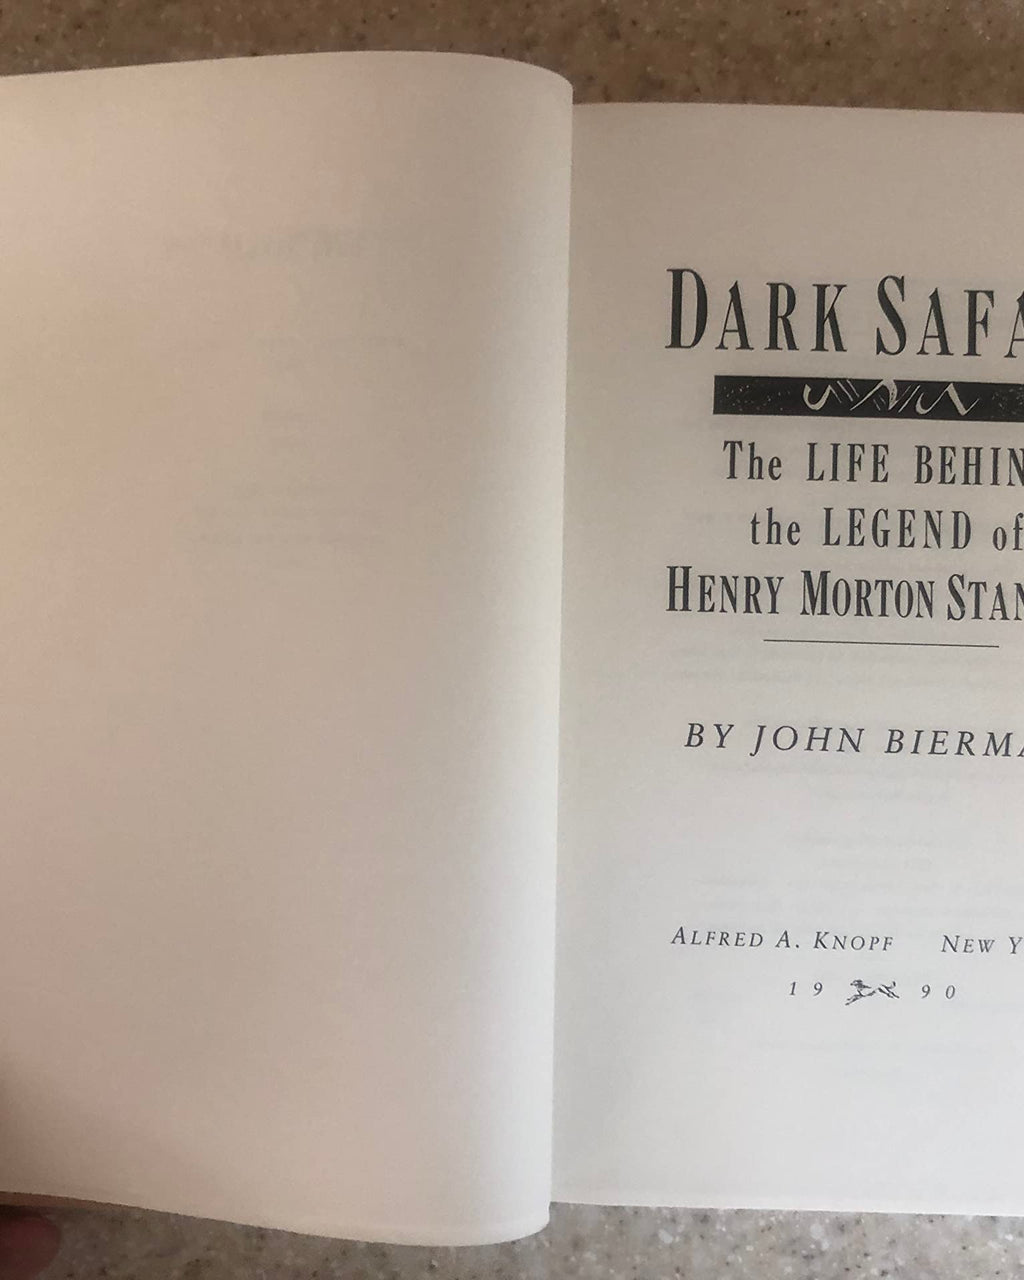 DARK SAFA
The LIFE BEHIN
the LEGEND of
HENRY MORTON STAN
BY JOHN BIERMA
ALFRED A. KNOPF NEW Y
19 90